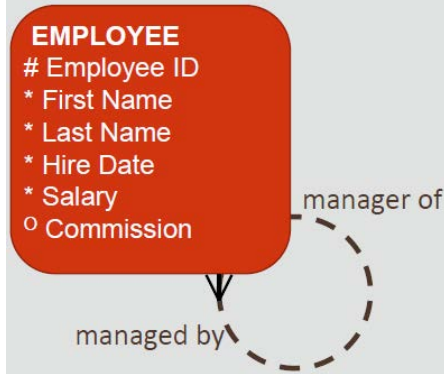 EMPLOYEE
# Employee ID
* First Name
* Last Name
* Hire Date
* Salary
o Commission
manager of
managed by